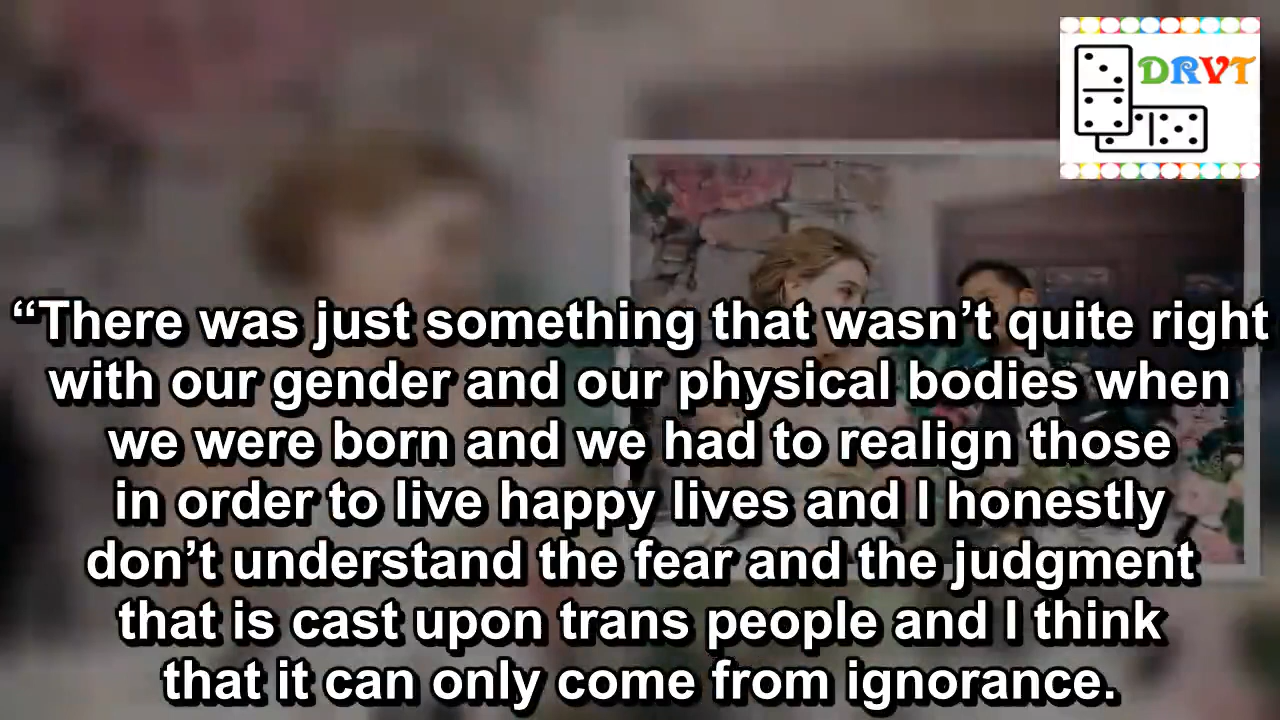 DRVT
“There was just something that wasn’t quite right
with our gender and our physical bodies when
we were born and we had to realign those
in order to live happy lives and I honestly
don’t understand the fear and the judgment
that is cast upon trans people and I think
that it can only come from ignorance.